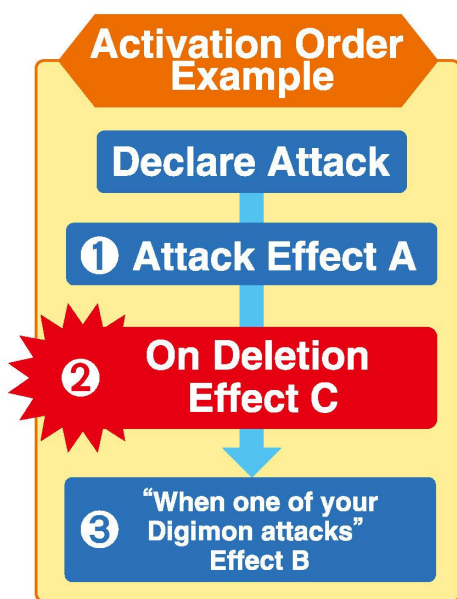 Activation Order
Example
Declare Attack
❶ Attack Effect A
❷ On Deletion
Effect C
❸ “When one of your
Digimon attacks”
Effect B